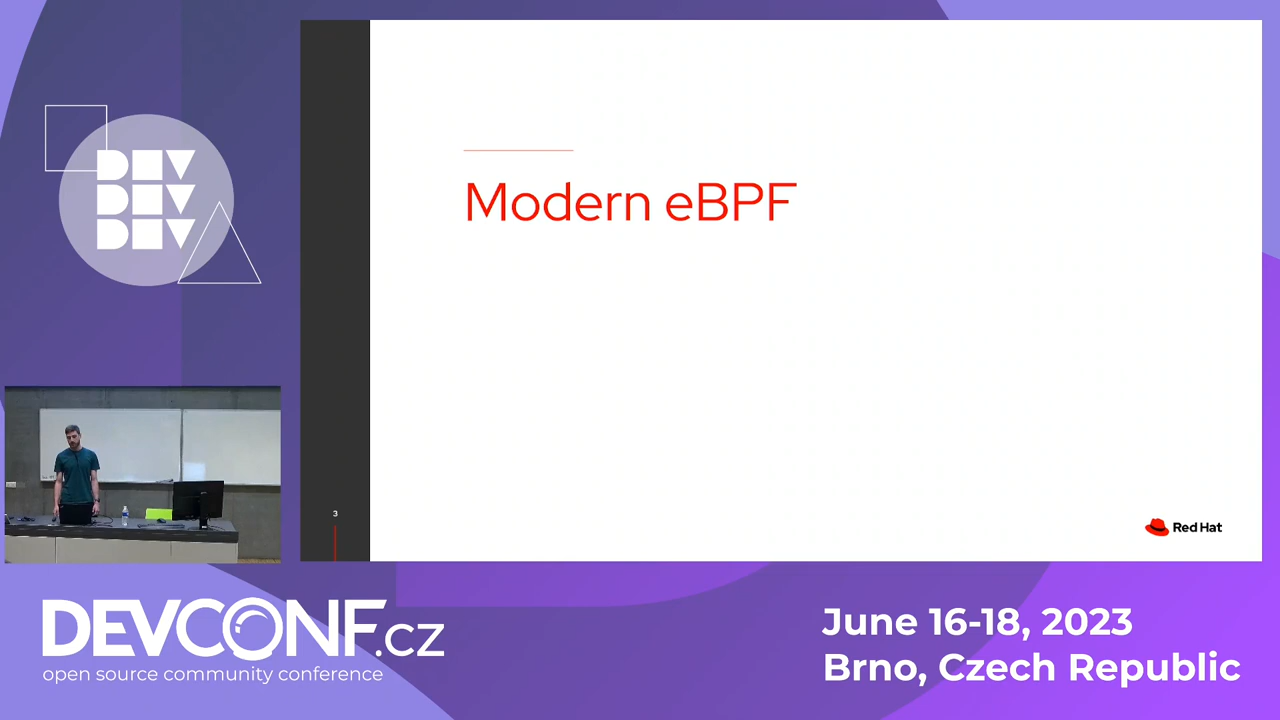 DEV
DEV
DEV
Modern eBPF
3
Red Hat
DEVCONF.cz
open source community conference
June 16-18, 2023
Brno, Czech Republic